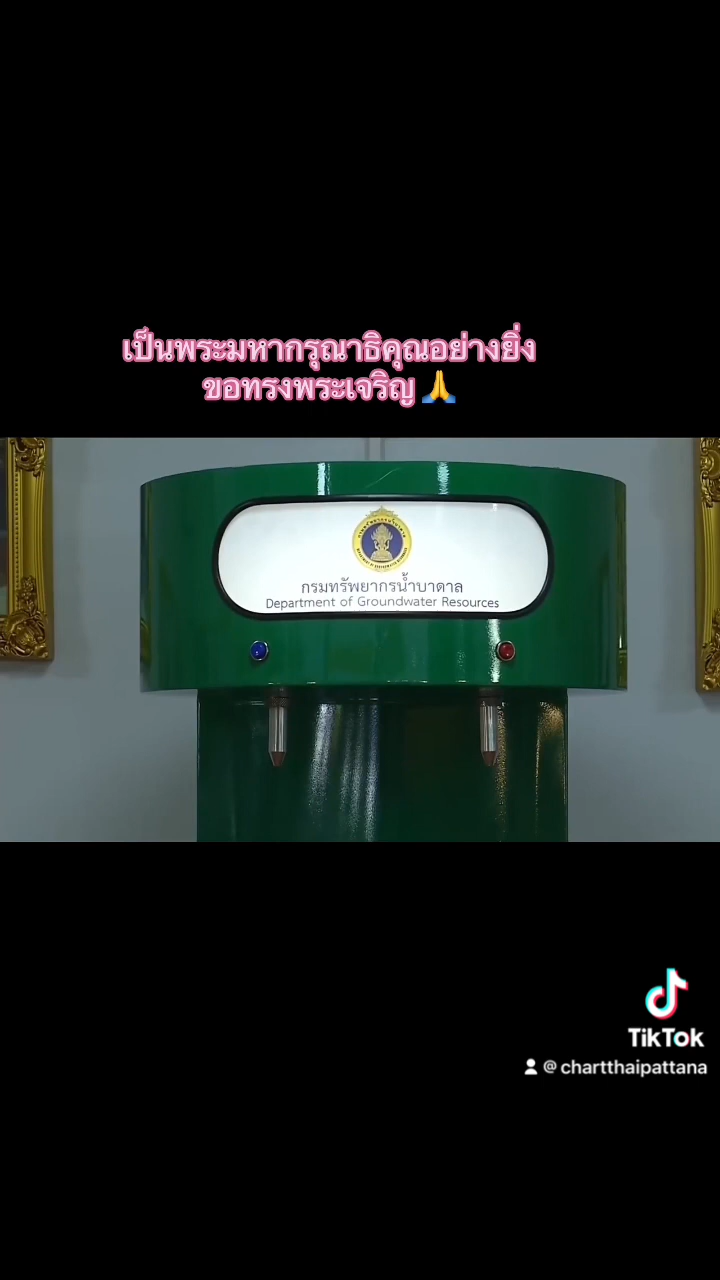 เป็นพระมหากรุณาธิคุณอย่างยิ่ง
ขอทรงพระเจริญ 🙏
กรมทรัพยากรน้ำบาดาล
Department of Groundwater Resources
TikTok
@ chartthaipattana